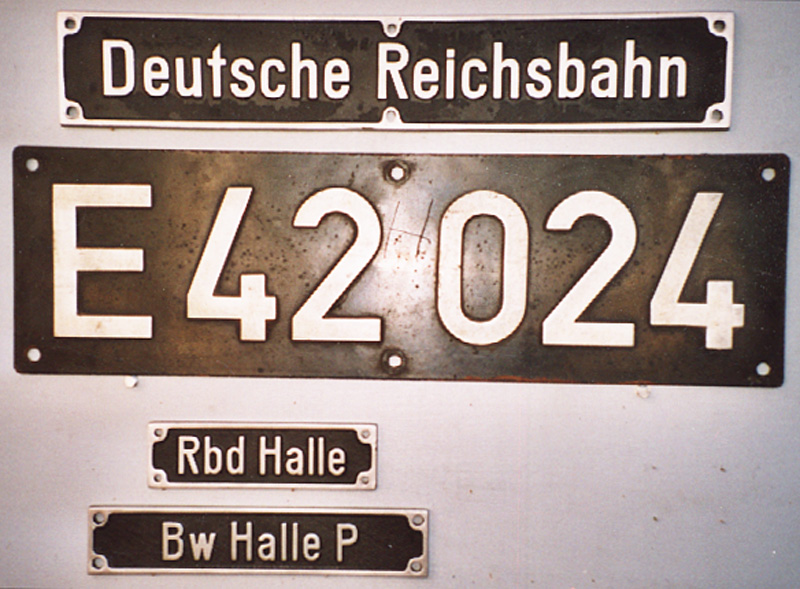 Deutsche Reichsbahn
E 42 024
Rbd Halle
Bw Halle P